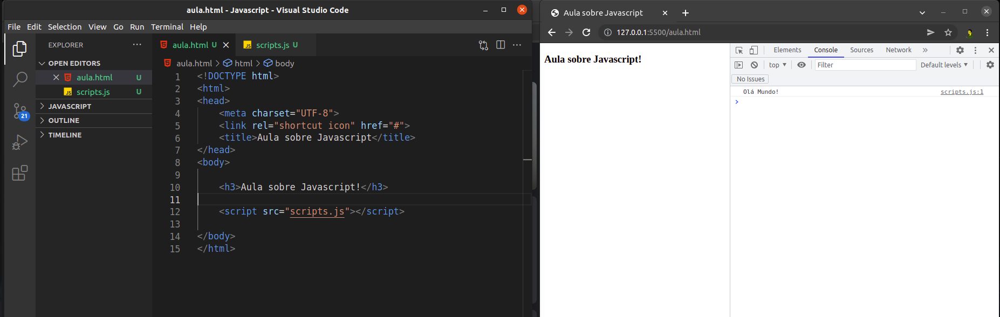 aula.html - Javascript - Visual Studio Code
File Edit Selection View Go Run Terminal Help
EXPLORER
OPEN EDITORS
aula.html U
scripts.js U
JAVASCRIPT
OUTLINE
TIMELINE
21
aula.html U
scripts.js U
aula.html > html > body
1 <!DOCTYPE html>
2 <html>
3 <head>
4 <meta charset="UTF-8">
5 <link rel="shortcut icon" href="#">
6 <title>Aula sobre Javascript</title>
7 </head>
8 <body>
9
10 <h3>Aula sobre Javascript!</h3>
11
12 <script src="scripts.js"></script>
13
14 </body>
15 </html>
Aula sobre Javascript
127.0.0.1:5500/aula.html
Aula sobre Javascript!
Elements Console Sources Network »
top Filter Default levels
No Issues
Olá Mundo! scripts.js:1